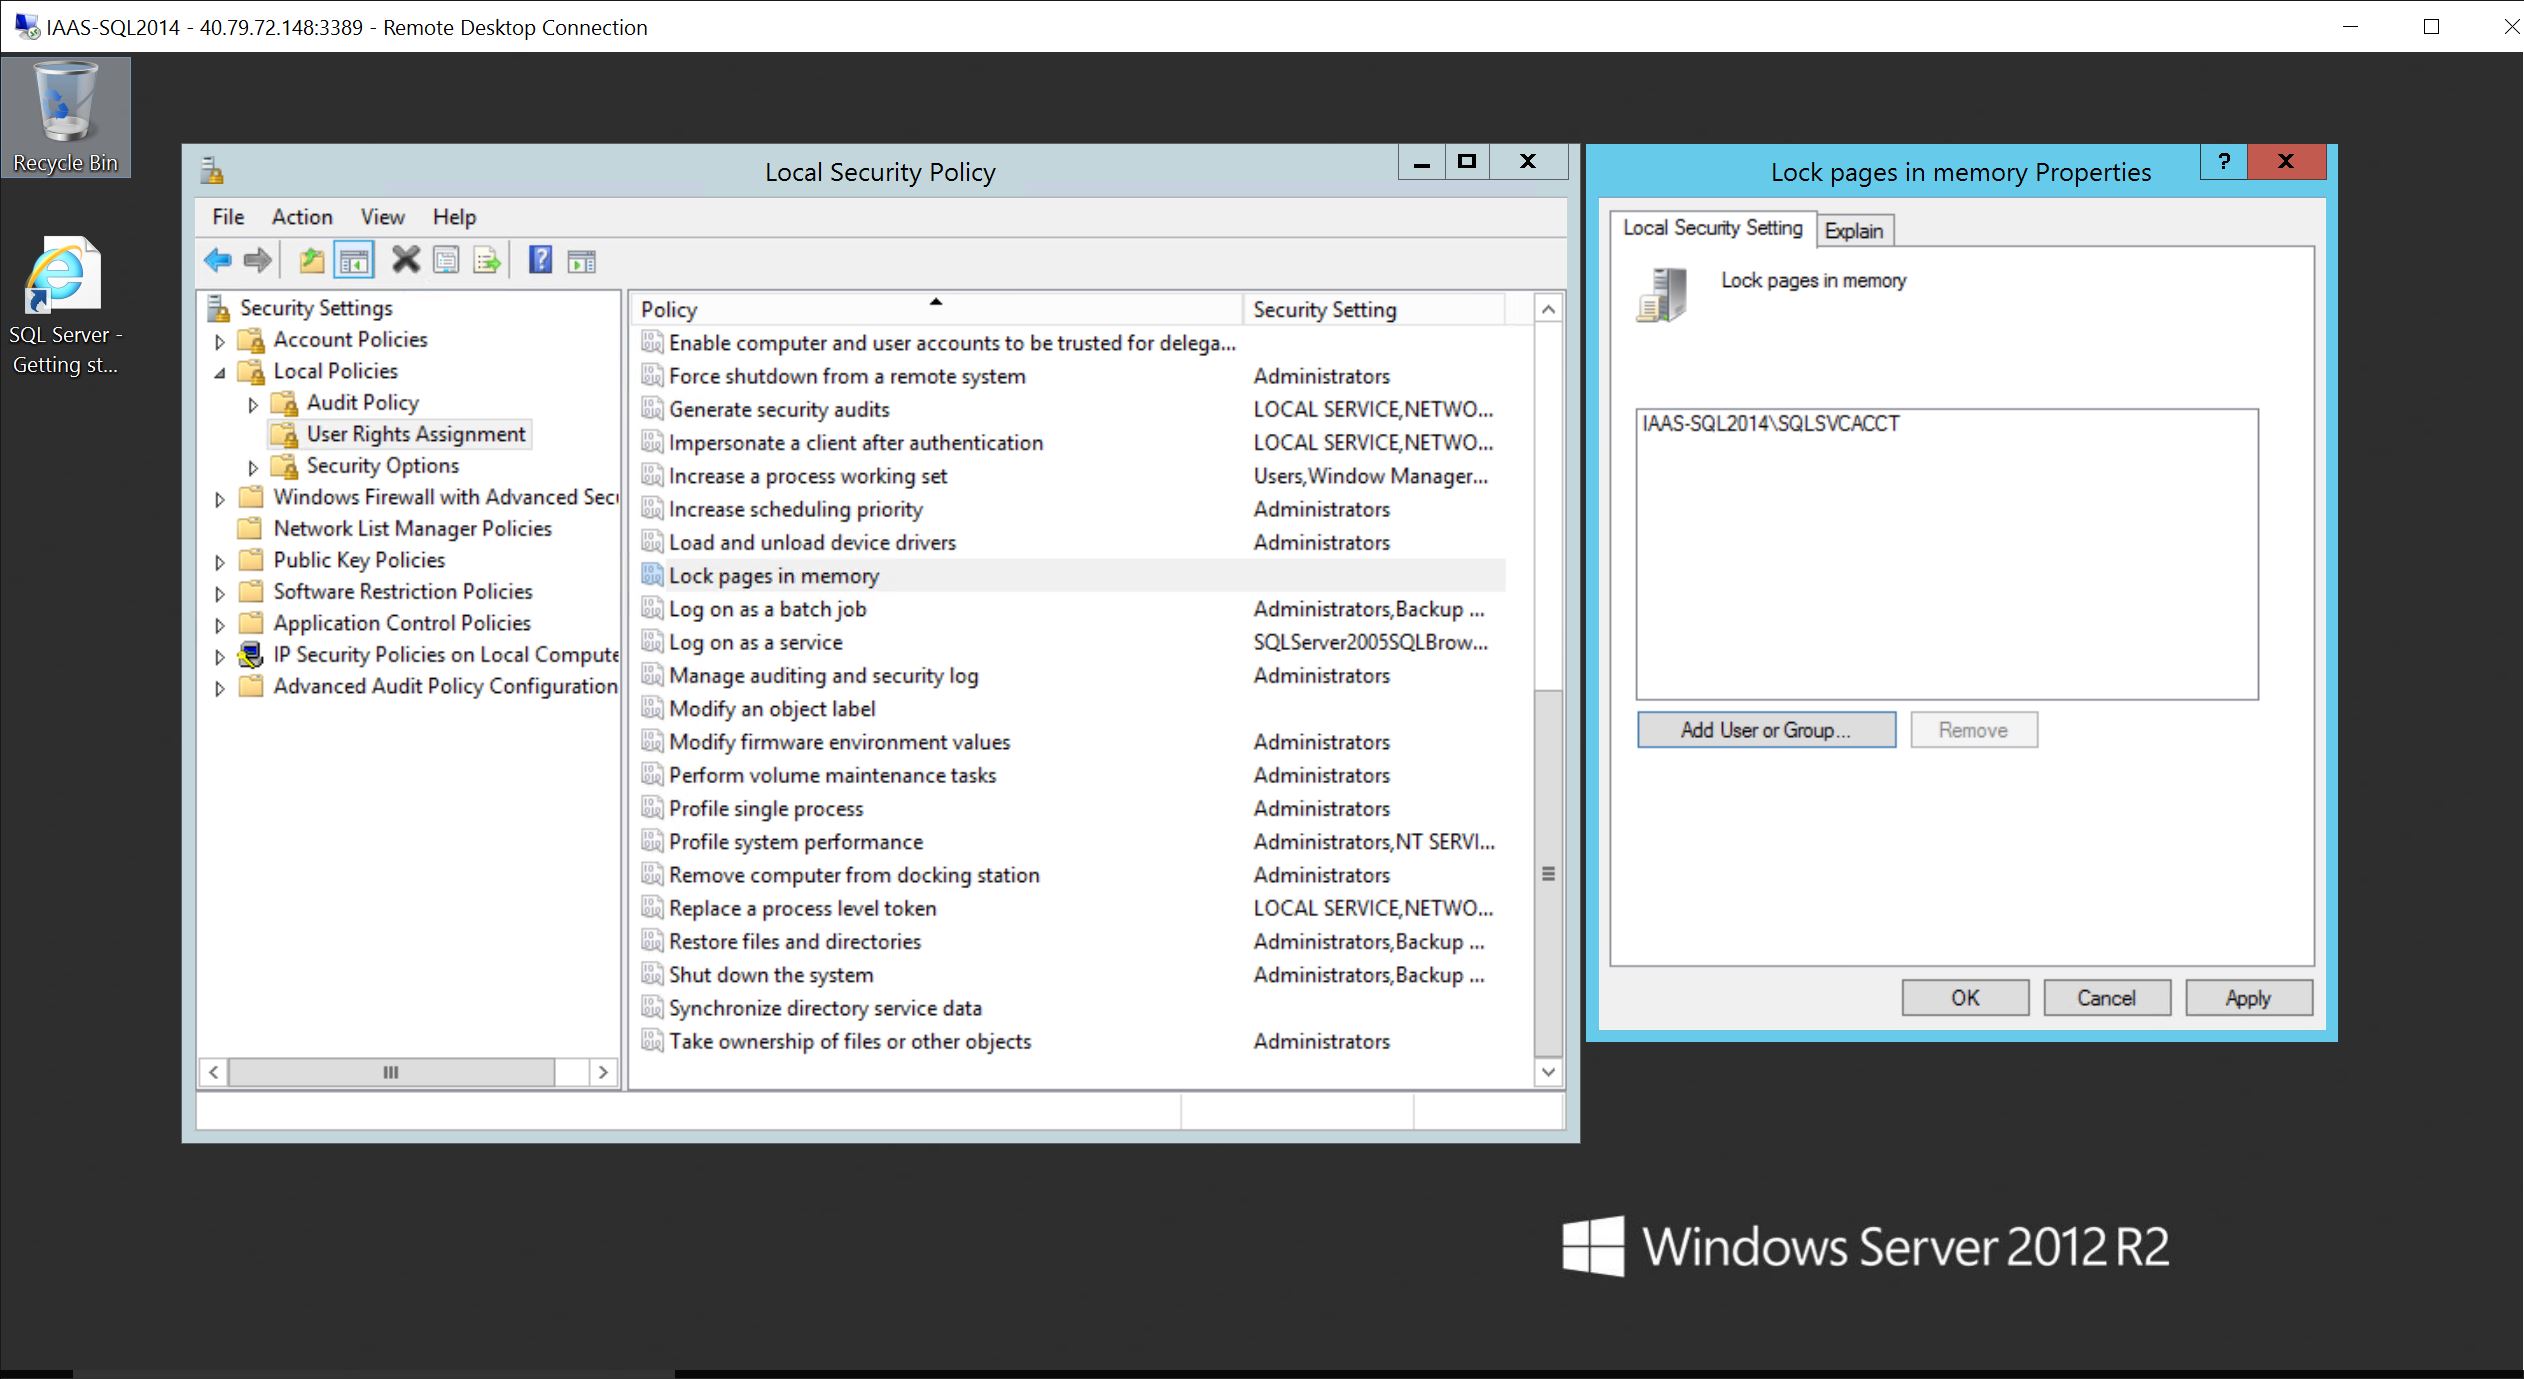 IAAS-SQL2014 - 40.79.72.148:3389 - Remote Desktop Connection
Recycle Bin
SQL Server -
Getting st...
Local Security Policy
File Action View Help
Security Settings
Account Policies
Local Policies
Audit Policy
User Rights Assignment
Security Options
Windows Firewall with Advanced Secu
Network List Manager Policies
Public Key Policies
Software Restriction Policies
Application Control Policies
IP Security Policies on Local Compute
Advanced Audit Policy Configuration
Policy Security Setting
Enable computer and user accounts to be trusted for delega...
Force shutdown from a remote system Administrators
Generate security audits LOCAL SERVICE,NETWO...
Impersonate a client after authentication LOCAL SERVICE,NETWO...
Increase a process working set Users,Window Manager...
Increase scheduling priority Administrators
Load and unload device drivers Administrators
Lock pages in memory
Log on as a batch job Administrators,Backup ...
Log on as a service SQLServer2005SQLBrow...
Manage auditing and security log Administrators
Modify an object label
Modify firmware environment values Administrators
Perform volume maintenance tasks Administrators
Profile single process Administrators
Profile system performance Administrators,NT SERVI...
Remove computer from docking station Administrators
Replace a process level token LOCAL SERVICE,NETWO...
Restore files and directories Administrators,Backup ...
Shut down the system Administrators,Backup ...
Synchronize directory service data
Take ownership of files or other objects Administrators
Lock pages in memory Properties
Local Security Setting Explain
Lock pages in memory
IAAS-SQL2014\SQLSVCACCT
Add User or Group... Remove
OK Cancel Apply
Windows Server 2012 R2